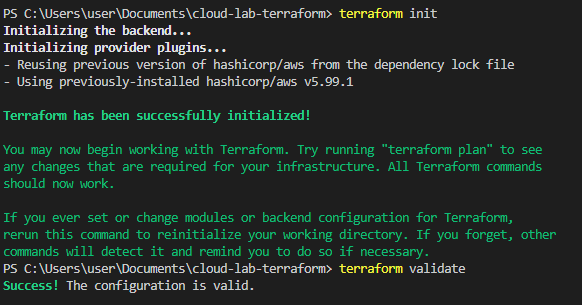 PS C:\Users\user\Documents\cloud-lab-terraform> terraform init
Initializing the backend...
Initializing provider plugins...
- Reusing previous version of hashicorp/aws from the dependency lock file
- Using previously-installed hashicorp/aws v5.99.1
Terraform has been successfully initialized!
You may now begin working with Terraform. Try running "terraform plan" to see
any changes that are required for your infrastructure. All Terraform commands
should now work.
If you ever set or change modules or backend configuration for Terraform,
rerun this command to reinitialize your working directory. If you forget, other
commands will detect it and remind you to do so if necessary.
PS C:\Users\user\Documents\cloud-lab-terraform> terraform validate
Success! The configuration is valid.